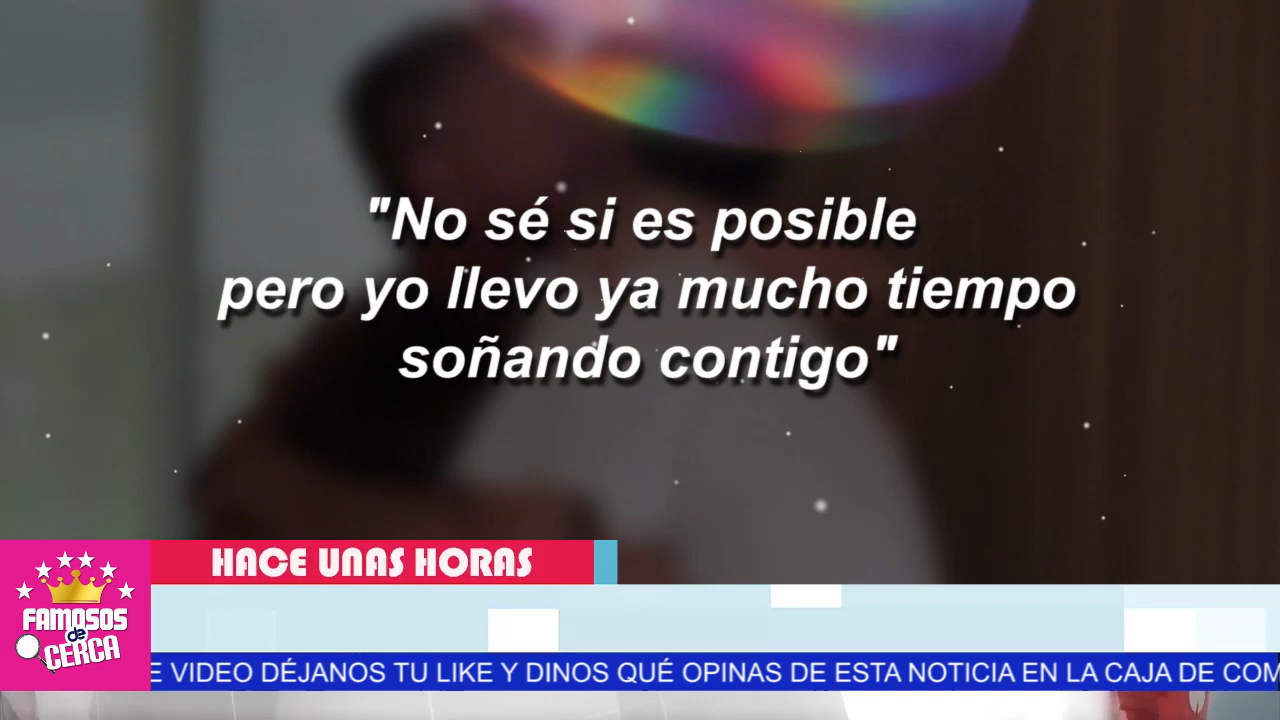 "No sé si es posible
pero yo llevo ya mucho tiempo
soñando contigo"
HACE UNAS HORAS
FAMOSOS
de
CERCA
E VIDEO DÉJANOS TU LIKE Y DINOS QUÉ OPINAS DE ESTA NOTICIA EN LA CAJA DE COM